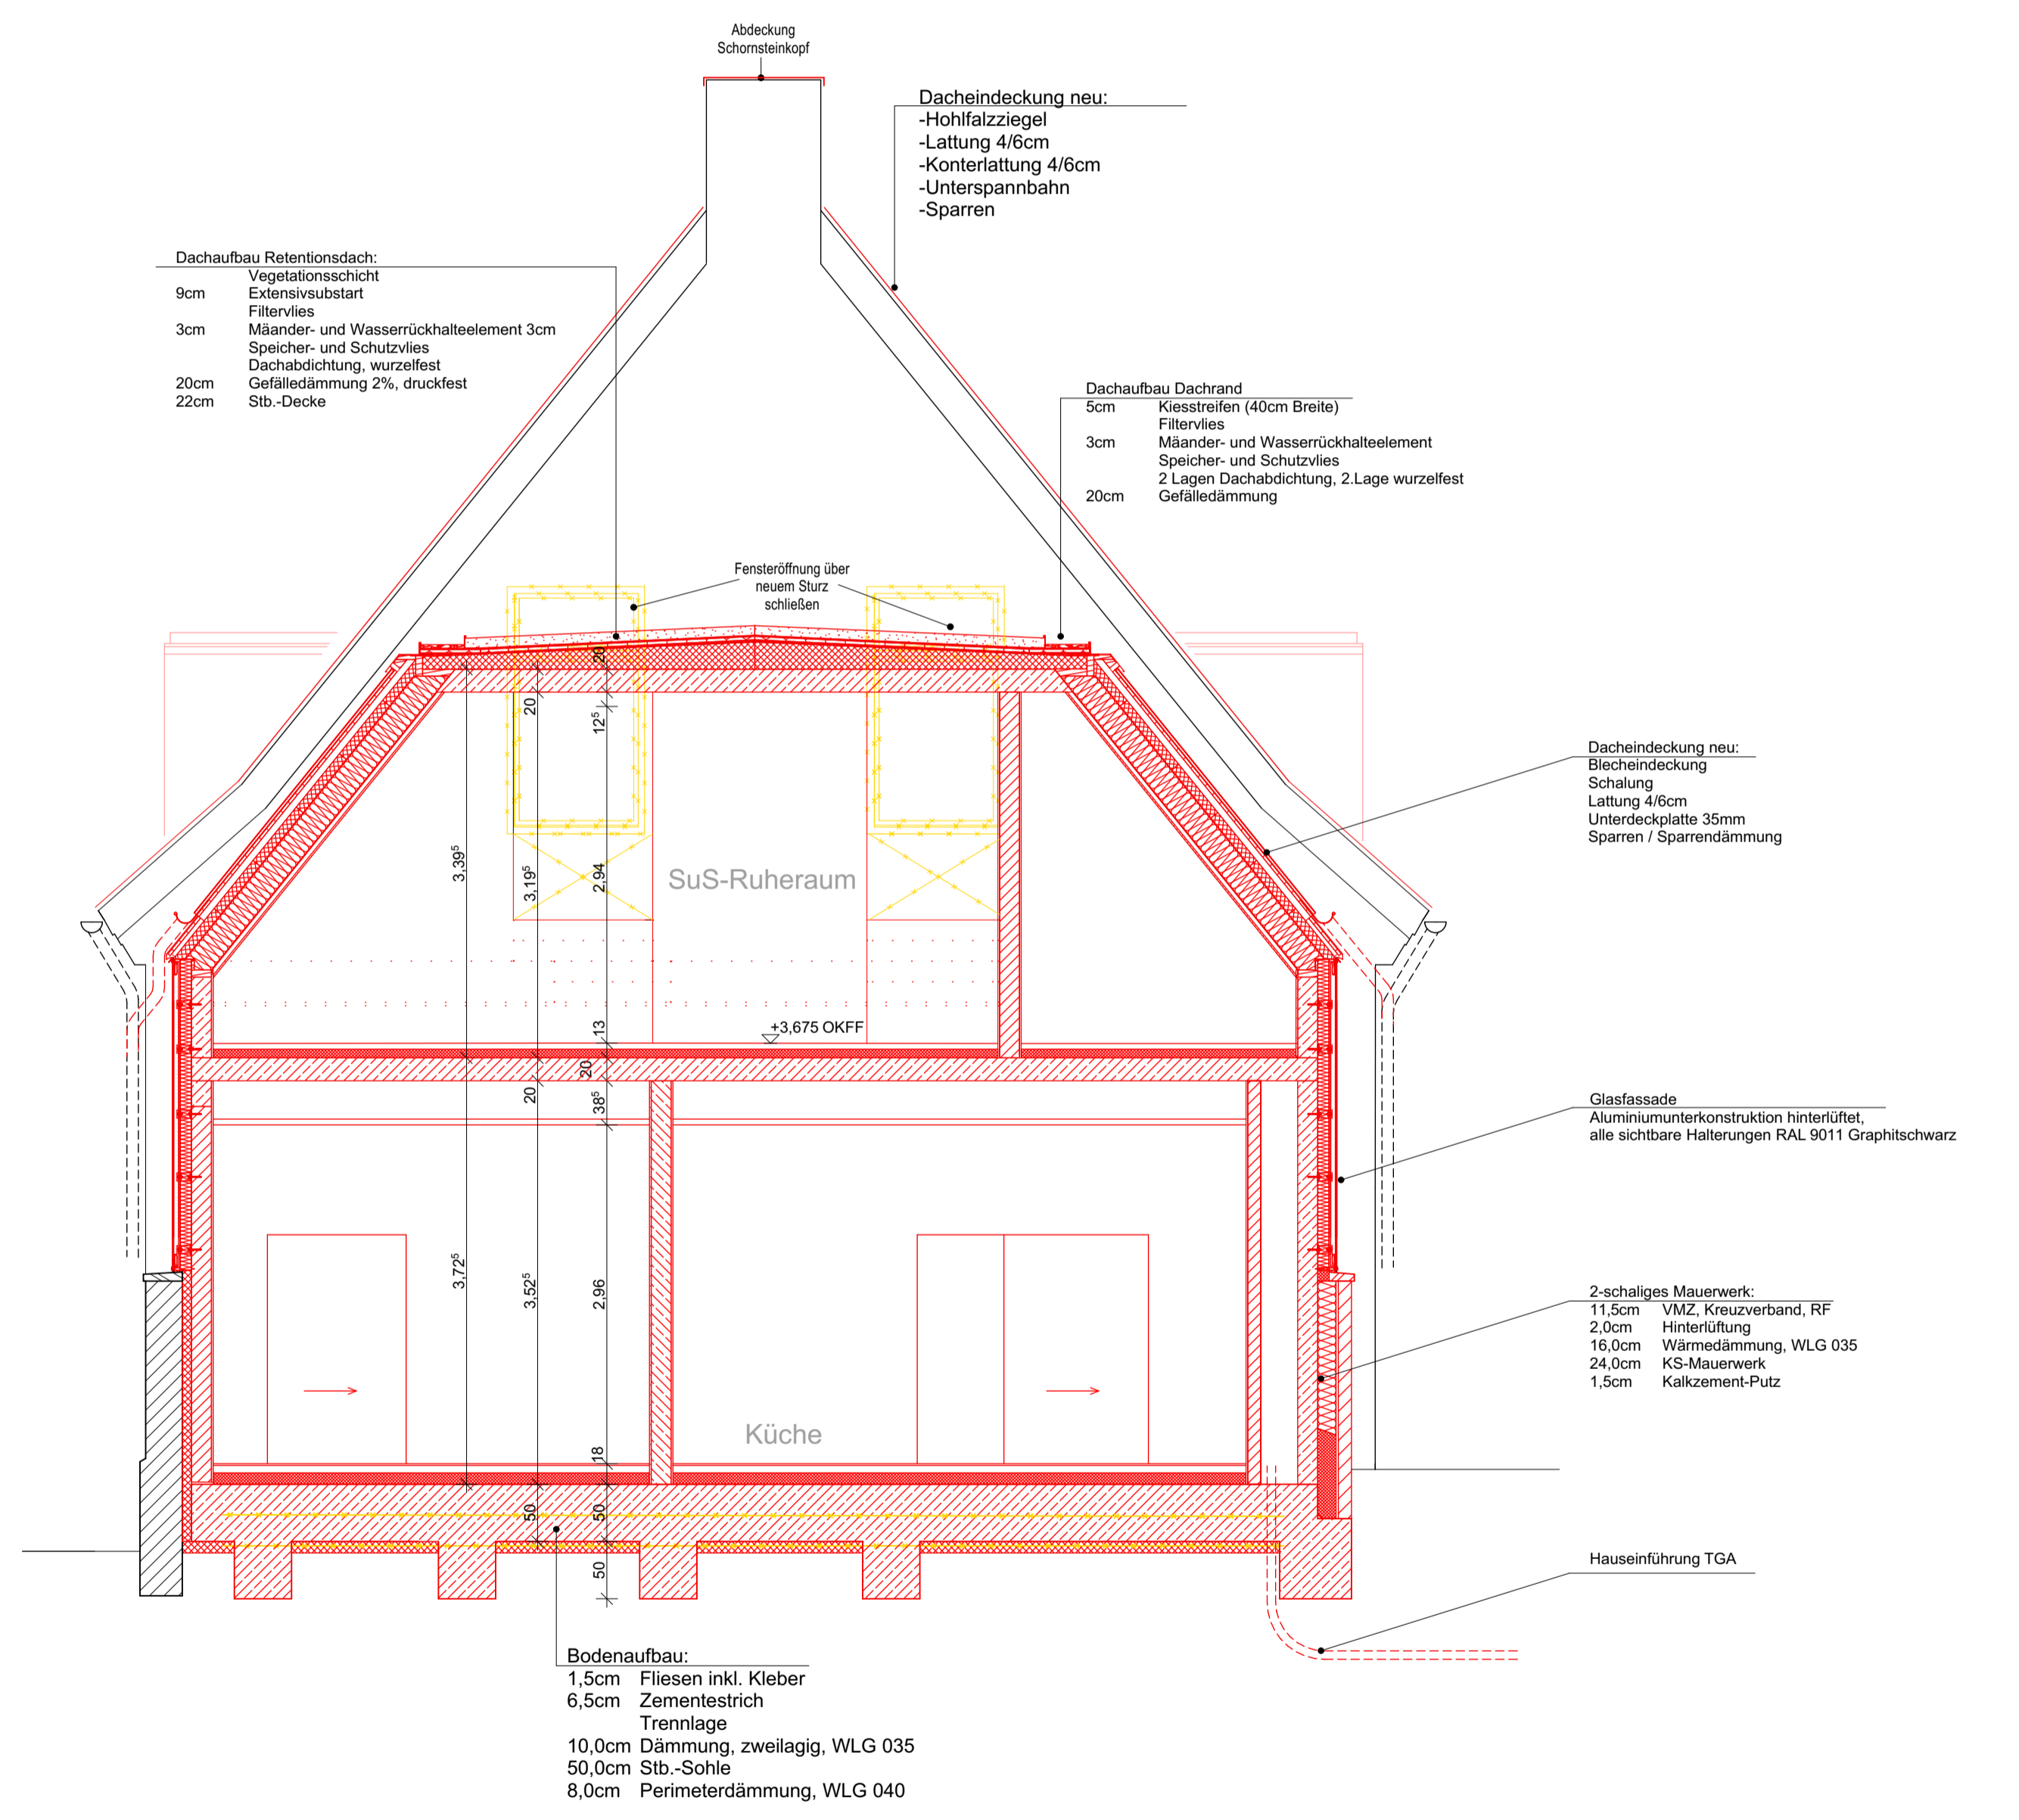 Abdeckung
Schornsteinkopf
Dacheindeckung neu:
-Hohlfalzziegel
-Lattung 4/6cm
-Konterlattung 4/6cm
-Unterspannbahn
-Sparren
Dachaufbau Retentionsdach:
Vegetationsschicht
9cm Extensivsubstart
Filtervlies
3cm Mäander- und Wasserrückhalteelement 3cm
Speicher- und Schutzvlies
Dachabdichtung, wurzelfest
20cm Gefälledämmung 2%, druckfest
22cm Stb.-Decke
Dachaufbau Dachrand
5cm Kiesstreifen (40cm Breite)
Filtervlies
3cm Mäander- und Wasserrückhalteelement
Speicher- und Schutzvlies
2 Lagen Dachabdichtung, 2.Lage wurzelfest
20cm Gefälledämmung
Fensteröffnung über
neuem Sturz
schließen
20
20
12⁵
3,39⁵
3,19⁵
2,94
SuS-Ruheraum
Dacheindeckung neu:
Blecheindeckung
Schalung
Lattung 4/6cm
Unterdeckplatte 35mm
Sparren / Sparrendämmung
13
+3,675 OKFF
20
20
38⁵
Glasfassade
Aluminiumunterkonstruktion hinterlüftet,
alle sichtbare Halterungen RAL 9011 Graphitschwarz
3,72⁵
3,52⁵
2,96
2-schaliges Mauerwerk:
11,5cm VMZ, Kreuzverband, RF
2,0cm Hinterlüftung
16,0cm Wärmedämmung, WLG 035
24,0cm KS-Mauerwerk
1,5cm Kalkzement-Putz
Küche
18
50
50
50
Hauseinführung TGA
Bodenaufbau:
1,5cm Fliesen inkl. Kleber
6,5cm Zementestrich
Trennlage
10,0cm Dämmung, zweilagig, WLG 035
50,0cm Stb.-Sohle
8,0cm Perimeterdämmung, WLG 040